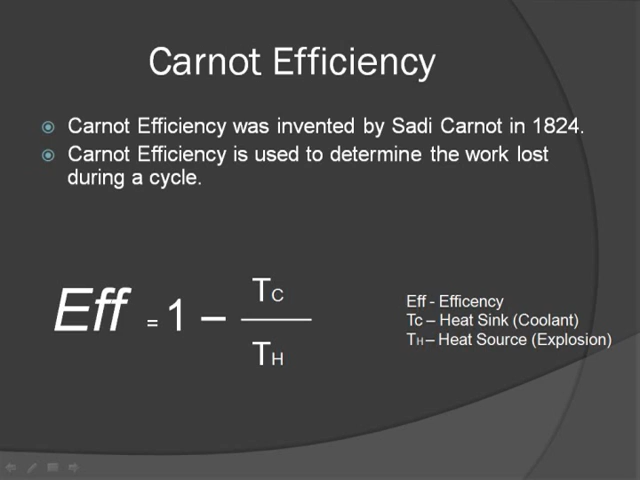 Carnot Efficiency
Carnot Efficiency was invented by Sadi Carnot in 1824.
Carnot Efficiency is used to determine the work lost
during a cycle.
Eff = 1 – TC
TH
Eff - Efficency
Tc – Heat Sink (Coolant)
TH – Heat Source (Explosion)